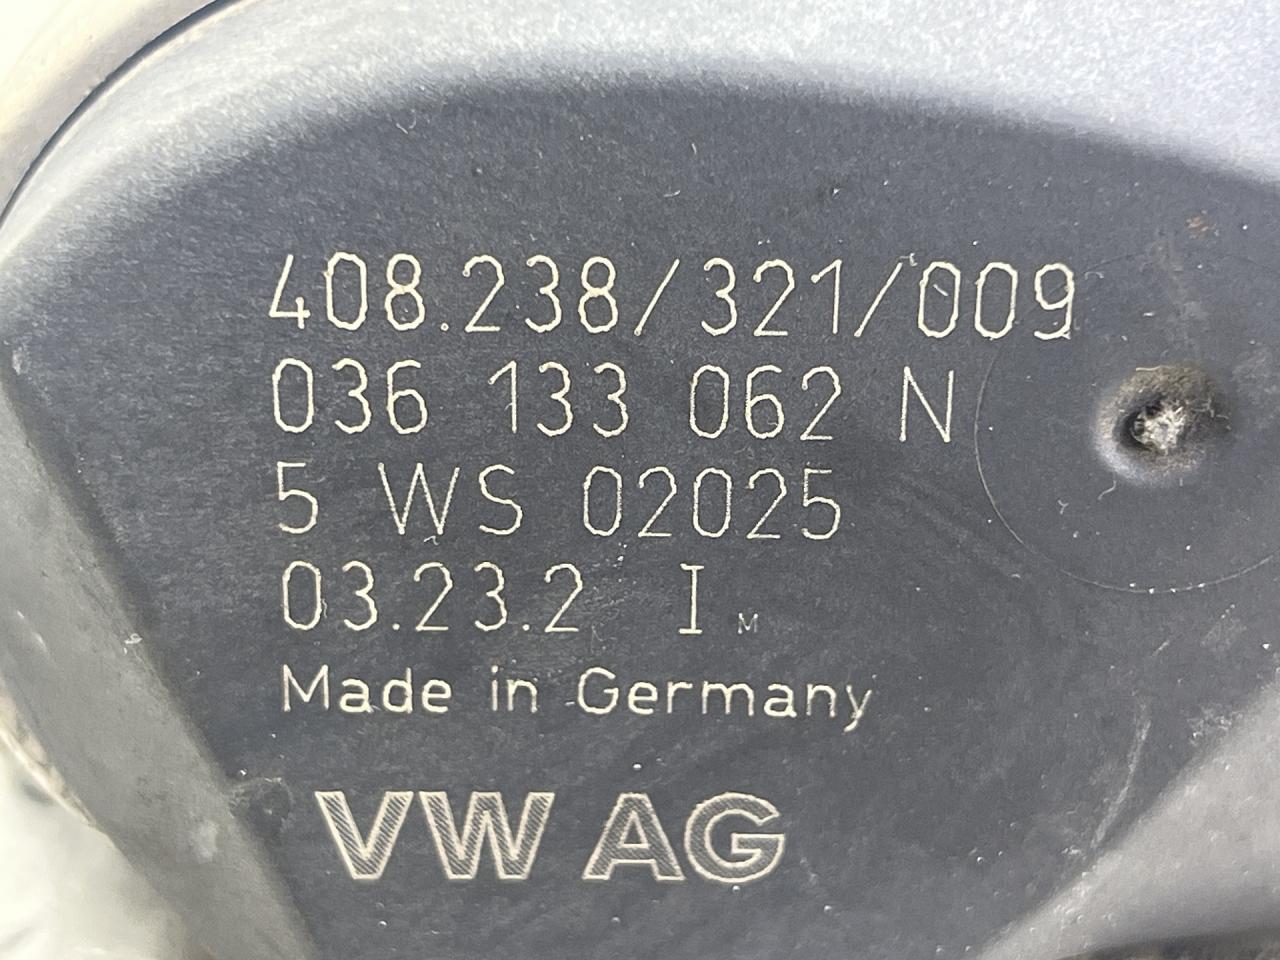 408.238/321/009
036 133 062 N
5 WS 02025
03.23.2 I M
Made in Germany
VW AG